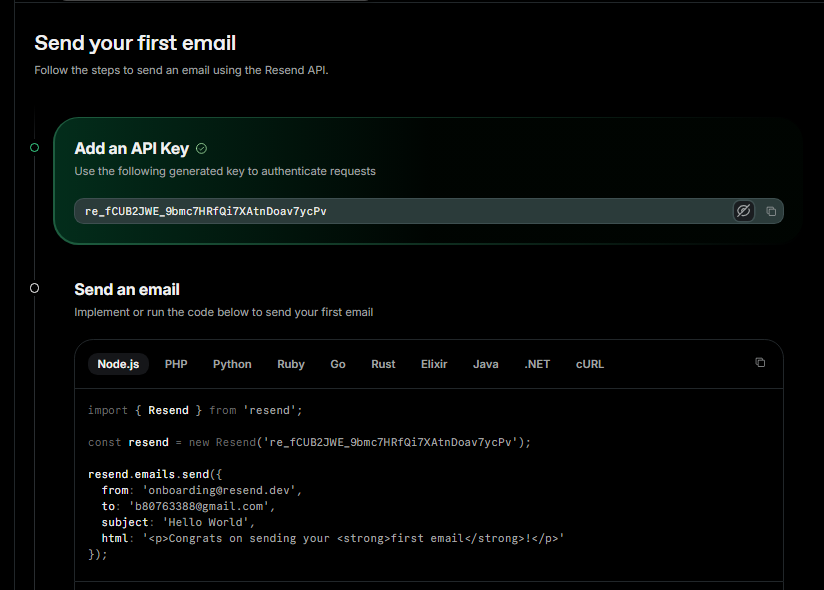 Send your first email
Follow the steps to send an email using the Resend API.
Add an API Key
Use the following generated key to authenticate requests
re_fCUB2JWE_9bmc7HRfQi7XAtnDoav7ycPv
Send an email
Implement or run the code below to send your first email
Node.js PHP Python Ruby Go Rust Elixir Java .NET cURL
import { Resend } from 'resend';
const resend = new Resend('re_fCUB2JWE_9bmc7HRfQi7XAtnDoav7ycPv');
resend.emails.send({
from: 'onboarding@resend.dev',
to: 'b80763388@gmail.com',
subject: 'Hello World',
html: '<p>Congrats on sending your <strong>first email</strong>!</p>'
});